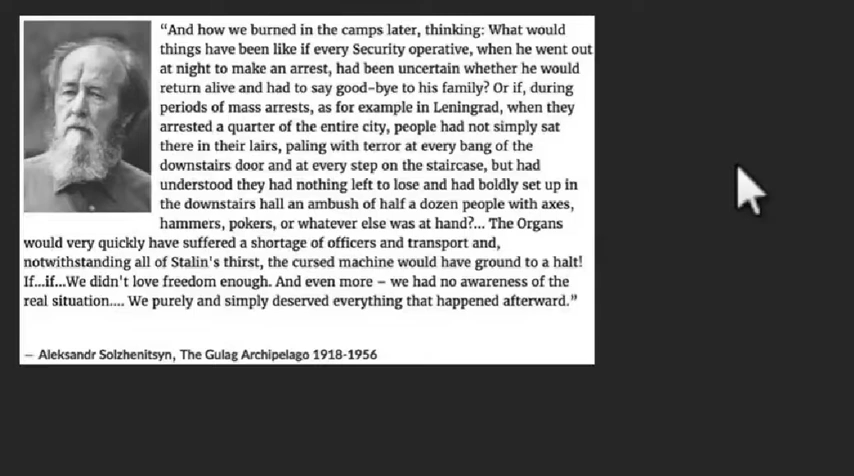 “And how we burned in the camps later, thinking: What would
things have been like if every Security operative, when he went out
at night to make an arrest, had been uncertain whether he would
return alive and had to say good-bye to his family? Or if, during
periods of mass arrests, as for example in Leningrad, when they
arrested a quarter of the entire city, people had not simply sat
there in their lairs, paling with terror at every bang of the
downstairs door and at every step on the staircase, but had
understood they had nothing left to lose and had boldly set up in
the downstairs hall an ambush of half a dozen people with axes,
hammers, pokers, or whatever else was at hand?... The Organs
would very quickly have suffered a shortage of officers and transport and,
notwithstanding all of Stalin's thirst, the cursed machine would have ground to a halt!
If...if...We didn't love freedom enough. And even more – we had no awareness of the
real situation.... We purely and simply deserved everything that happened afterward.”
— Aleksandr Solzhenitsyn, The Gulag Archipelago 1918-1956